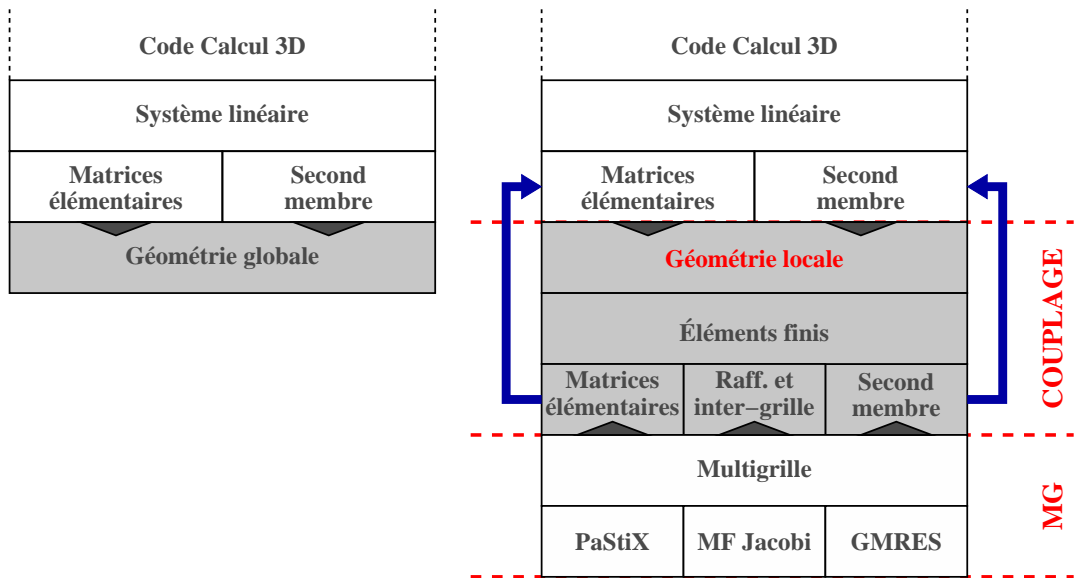 Code Calcul 3D
Système linéaire
Matrices
élémentaires
Second
membre
Géométrie globale
Code Calcul 3D
Système linéaire
Matrices
élémentaires
Second
membre
Géométrie locale
Éléments finis
Matrices
élémentaires
Raff. et
inter−grille
Second
membre
COUPLAGE
Multigrille
PaStiX
MF Jacobi
GMRES
MG